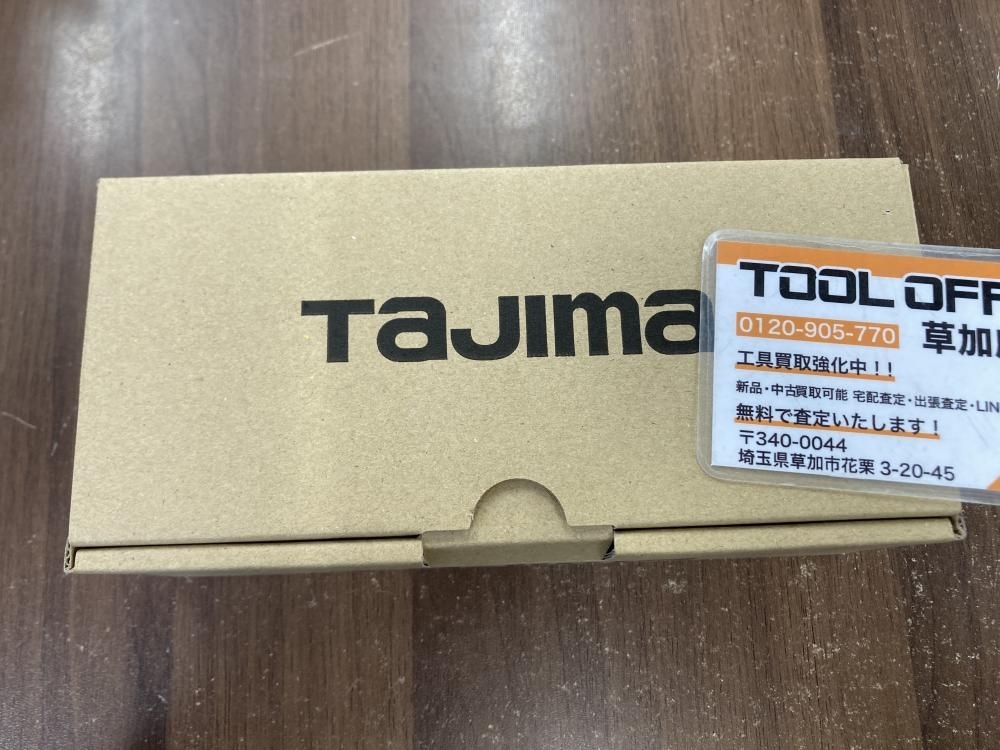 TaJIma
TOOL OFF
0120-905-770
草加
工具買取強化中!!
新品・中古買取可能 宅配査定・出張査定・LIN
無料で査定いたします!
〒340-0044
埼玉県草加市花栗 3-20-45